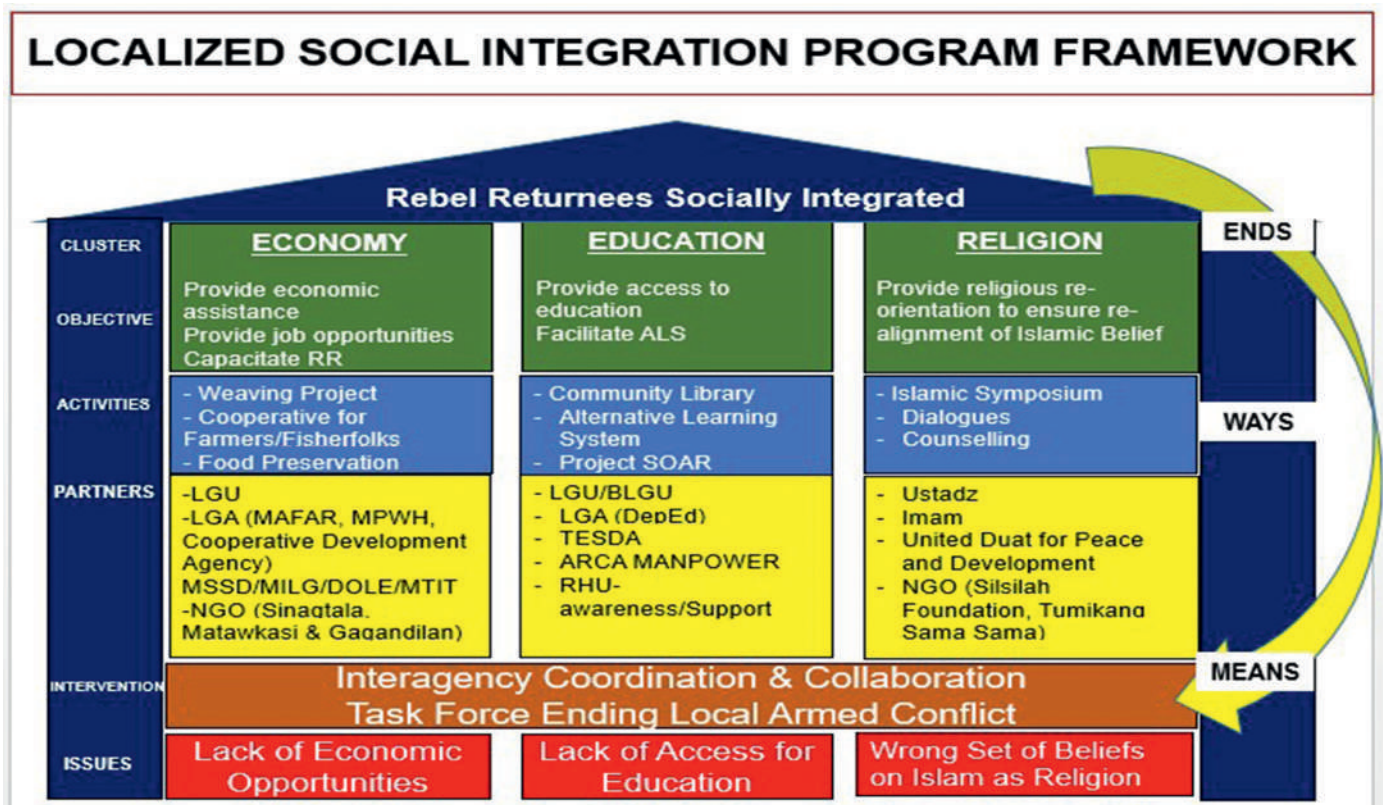 LOCALIZED SOCIAL INTEGRATION PROGRAM FRAMEWORK
Rebel Returnees Socially Integrated
ENDS
WAYS
MEANS
CLUSTER
OBJECTIVE
ACTIVITIES
PARTNERS
INTERVENTION
ISSUES
ECONOMY
Provide economic
assistance
Provide job opportunities
Capacitate RR
- Weaving Project
- Cooperative for
Farmers/Fisherfolks
- Food Preservation
-LGU
-LGA (MAFAR, MPWH,
Cooperative Development
Agency)
MSSD/MILG/DOLE/MTIT
-NGO (Sinagtala,
Matawkasi & Gagandilan)
EDUCATION
Provide access to
education
Facilitate ALS
- Community Library
- Alternative Learning
System
- Project SOAR
- LGU/BLGU
- LGA (DepEd)
- TESDA
- ARCA MANPOWER
- RHU-
awareness/Support
RELIGION
Provide religious re-
orientation to ensure re-
alignment of Islamic Belief
- Islamic Symposium
- Dialogues
- Counselling
- Ustadz
- Imam
- United Duat for Peace
and Development
- NGO (Silsilah
Foundation, Tumikang
Sama Sama)
Interagency Coordination & Collaboration
Task Force Ending Local Armed Conflict
Lack of Economic
Opportunities
Lack of Access for
Education
Wrong Set of Beliefs
on Islam as Religion